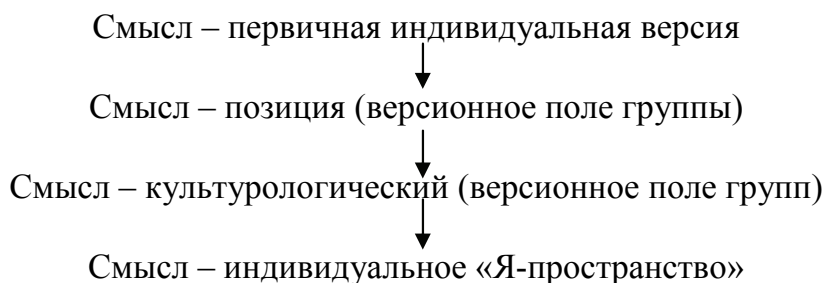 Смысл – первичная индивидуальная версия
Смысл – позиция (версионное поле группы)
Смысл – культурологический (версионное поле групп)
Смысл – индивидуальное «Я-пространство»